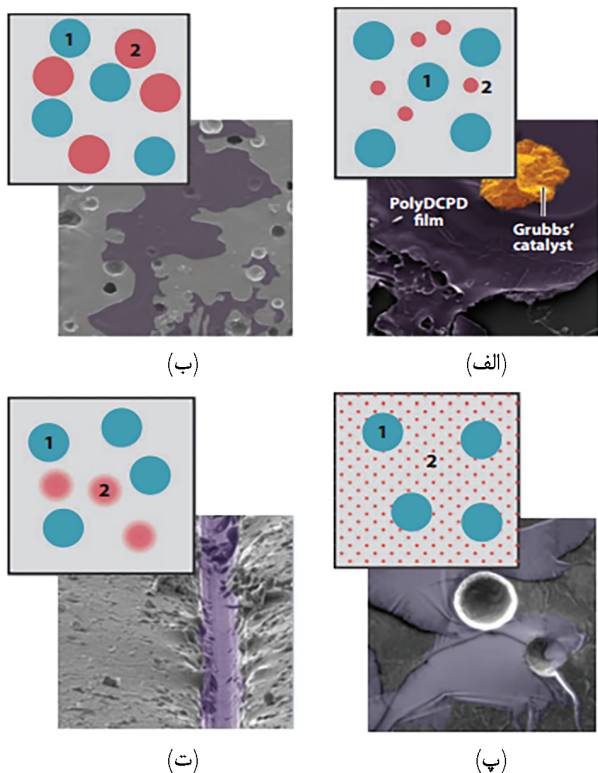 1
2
(الف)
PolyDCPD
film
Grubbs'
catalyst
1
2
(ب)
1
2
(پ)
1
2
(ت)